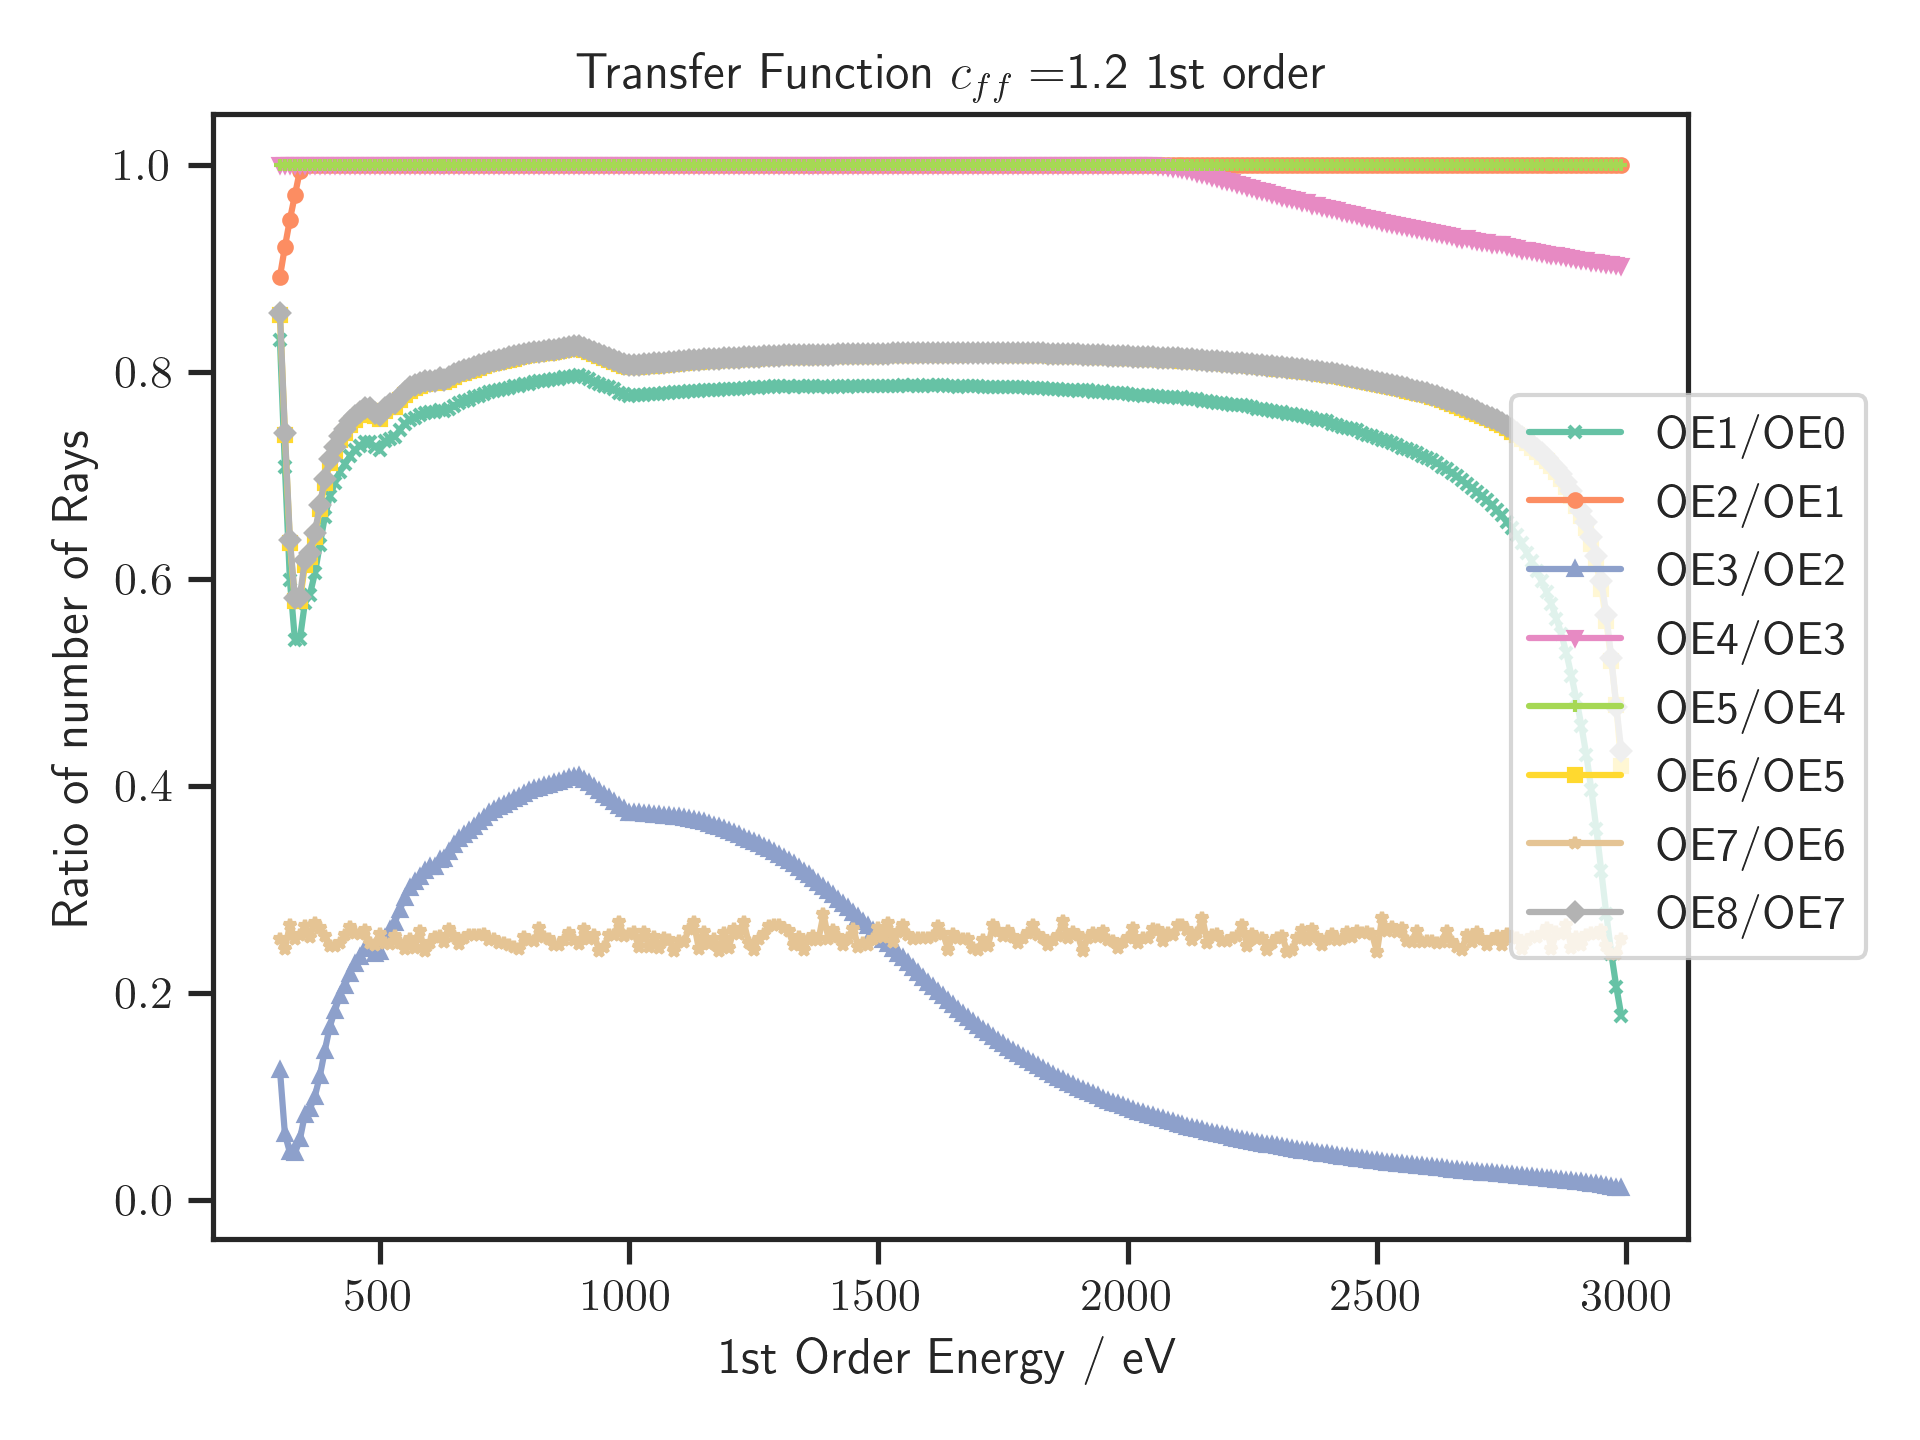 Transfer Function c_{ff} =1.2 1st order
Ratio of number of Rays
1.0
0.8
0.6
0.4
0.2
0.0
500 1000 1500 2000 2500 3000
1st Order Energy / eV
OE1/OE0
OE2/OE1
OE3/OE2
OE4/OE3
OE5/OE4
OE6/OE5
OE7/OE6
OE8/OE7